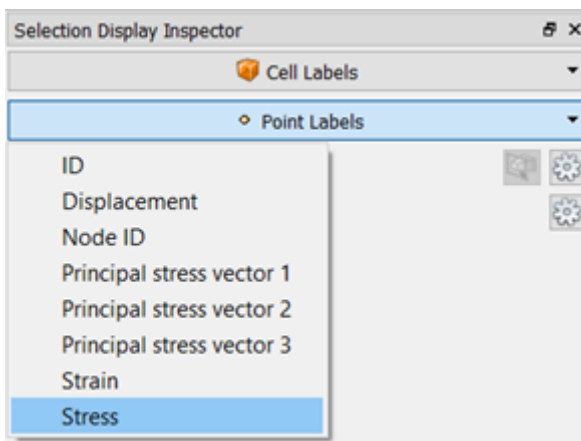 Selection Display Inspector
Cell Labels
Point Labels
ID
Displacement
Node ID
Principal stress vector 1
Principal stress vector 2
Principal stress vector 3
Strain
Stress